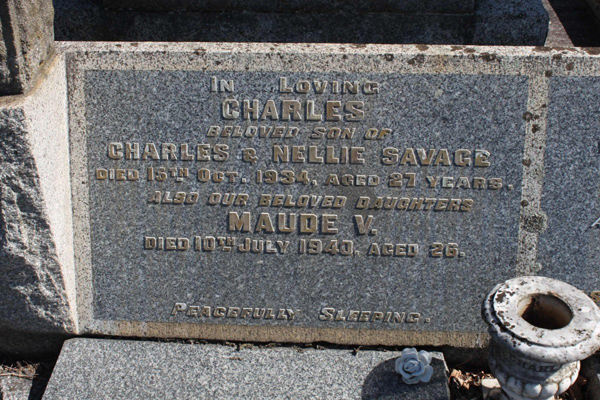 In Loving
CHARLES
BELOVED SON OF
CHARLES & NELLIE SAVAGE
DIED 15TH OCT. 1934, AGED 27 YEARS.
ALSO OUR BELOVED DAUGHTERS
MAUDE V.
DIED 10TH JULY 1940, AGED 26.
PEACEFULLY SLEEPING.